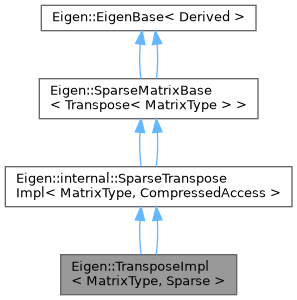 Eigen::EigenBase< Derived >
Eigen::SparseMatrixBase
< Transpose< MatrixType > >
Eigen::internal::SparseTranspose
Impl< MatrixType, CompressedAccess >
Eigen::TransposeImpl
< MatrixType, Sparse >